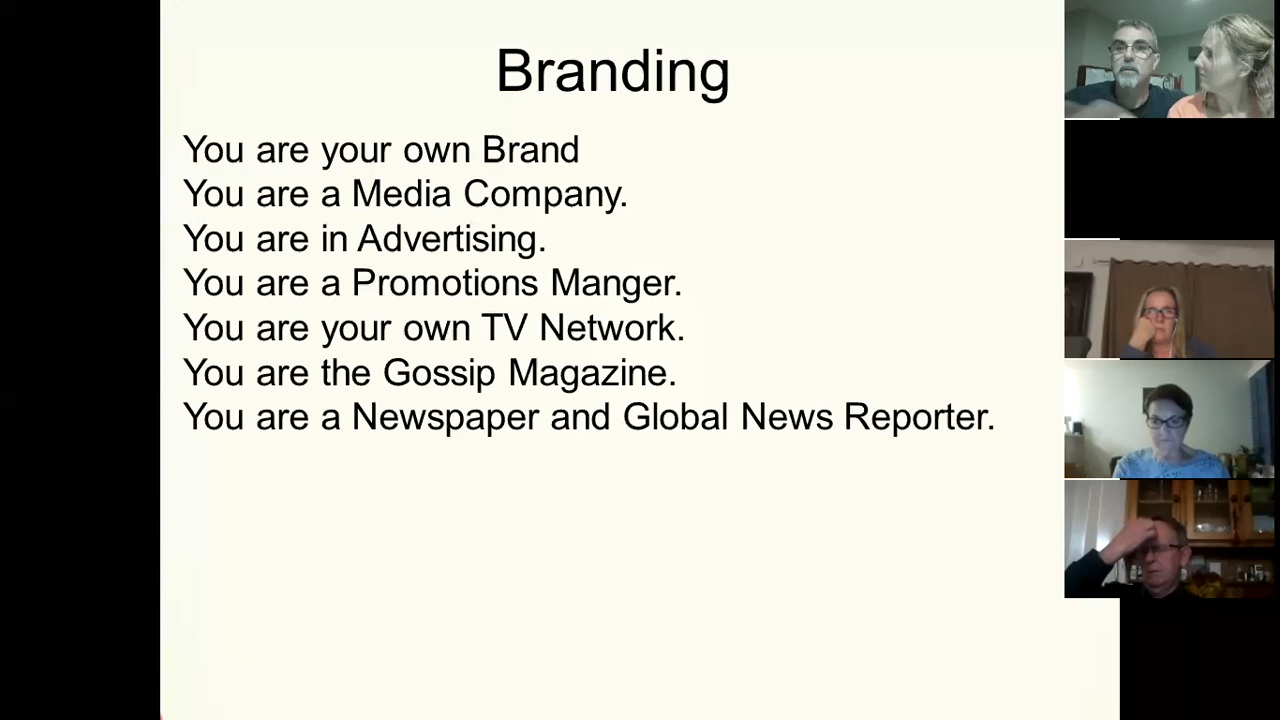 Branding
You are your own Brand
You are a Media Company.
You are in Advertising.
You are a Promotions Manger.
You are your own TV Network.
You are the Gossip Magazine.
You are a Newspaper and Global News Reporter.